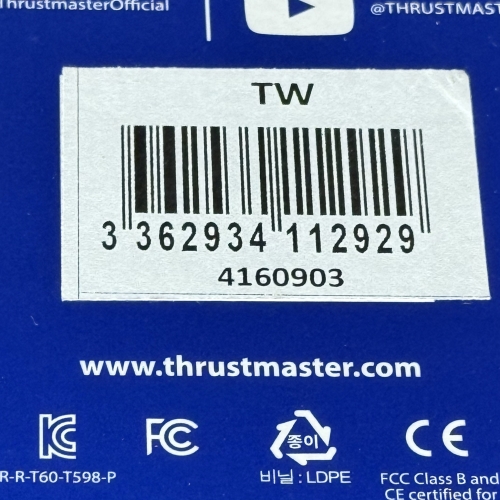 ThrustmasterOfficial
@THRUSTMAST
TW
3 362934 112929
4160903
www.thrustmaster.com
종이
R-R-T60-T598-P
비닐 : LDPE
FCC Class B and
CE certified for